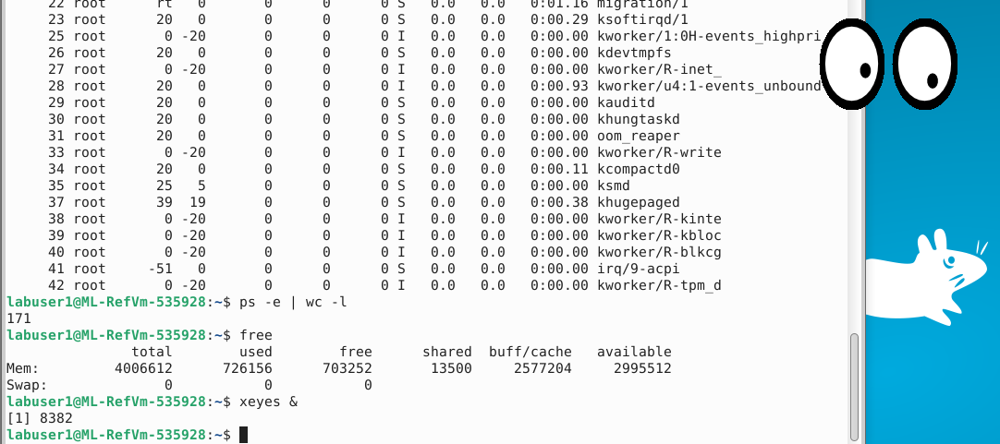 22 root rt 0 0 0 0 S 0.0 0.0 0:01.16 migration/1
23 root 20 0 0 0 0 S 0.0 0.0 0:00.29 ksoftirqd/1
25 root 0 -20 0 0 0 I 0.0 0.0 0:00.00 kworker/1:0H-events_highpri
26 root 20 0 0 0 0 S 0.0 0.0 0:00.00 kdevtmpfs
27 root 0 -20 0 0 0 I 0.0 0.0 0:00.00 kworker/R-inet_
28 root 20 0 0 0 0 I 0.0 0.0 0:00.93 kworker/u4:1-events_unbound
29 root 20 0 0 0 0 S 0.0 0.0 0:00.00 kauditd
30 root 20 0 0 0 0 S 0.0 0.0 0:00.00 khungtaskd
31 root 20 0 0 0 0 S 0.0 0.0 0:00.00 oom_reaper
33 root 0 -20 0 0 0 I 0.0 0.0 0:00.00 kworker/R-write
34 root 20 0 0 0 0 S 0.0 0.0 0:00.11 kcompactd0
35 root 25 5 0 0 0 S 0.0 0.0 0:00.00 ksmd
37 root 39 19 0 0 0 S 0.0 0.0 0:00.38 khugepaged
38 root 0 -20 0 0 0 I 0.0 0.0 0:00.00 kworker/R-kinte
39 root 0 -20 0 0 0 I 0.0 0.0 0:00.00 kworker/R-kbloc
40 root 0 -20 0 0 0 I 0.0 0.0 0:00.00 kworker/R-blkcg
41 root -51 0 0 0 0 S 0.0 0.0 0:00.00 irq/9-acpi
42 root 0 -20 0 0 0 I 0.0 0.0 0:00.00 kworker/R-tpm_d
labuser1@ML-RefVm-535928:~$ ps -e | wc -l
171
labuser1@ML-RefVm-535928:~$ free
total used free shared buff/cache available
Mem: 4006612 726156 703252 13500 2577204 2995512
Swap: 0 0 0
labuser1@ML-RefVm-535928:~$ xeyes &
[1] 8382
labuser1@ML-RefVm-535928:~$